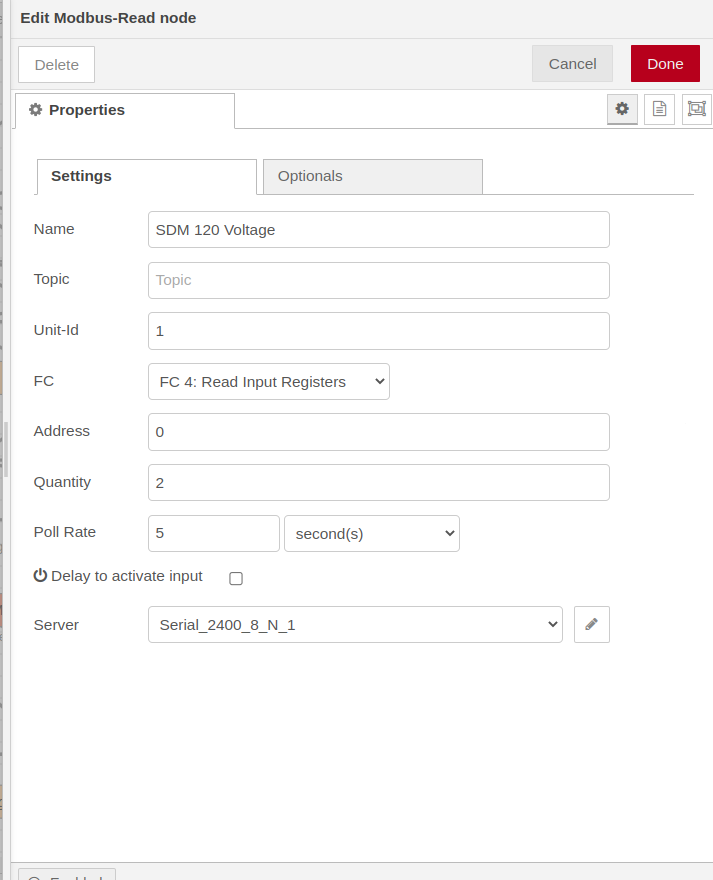 Edit Modbus-Read node
Delete
Cancel
Done
Properties
Settings
Optionals
Name
SDM 120 Voltage
Topic
Topic
Unit-Id
1
FC
FC 4: Read Input Registers
Address
0
Quantity
2
Poll Rate
5
second(s)
Delay to activate input
Server
Serial_2400_8_N_1